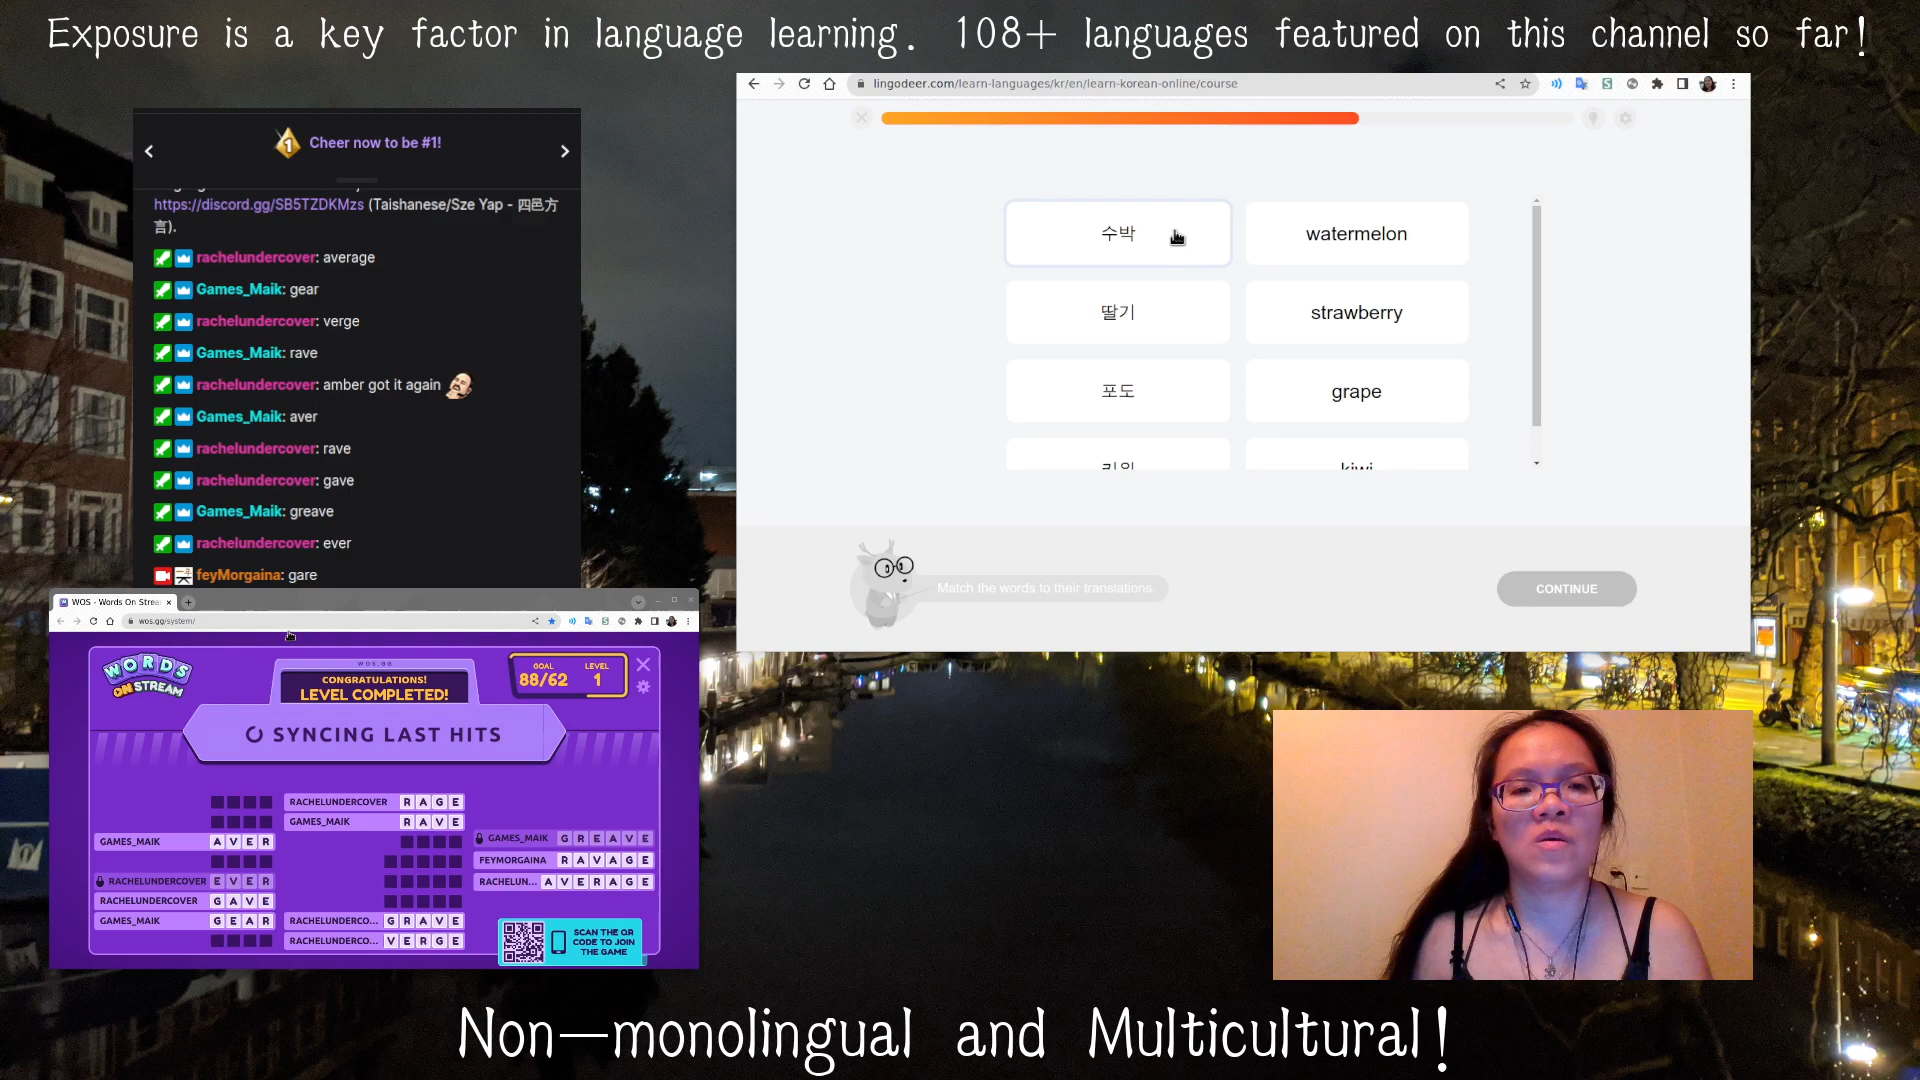 Exposure is a key factor in language learning. 108+ languages featured on this channel so far!
Cheer now to be #1!
https://discord.gg/SB5TZDKMzs (Taishanese/Sze Yap - 四邑方
言).
rachelundercover: average
Games_Maik: gear
rachelundercover: verge
Games_Maik: rave
rachelundercover: amber got it again
Games_Maik: aver
rachelundercover: rave
rachelundercover: gave
Games_Maik: greave
rachelundercover: ever
feyMorgaina: gare
lingodeer.com/learn-languages/kr/en/learn-korean-online/course
수박 watermelon
딸기 strawberry
포도 grape
키위 kiwi
Match the words to their translations.
CONTINUE
WOS - Words On Strea
wos.gg/system/
WORDS
ON STREAM
WOS.GG
CONGRATULATIONS!
LEVEL COMPLETED!
GOAL LEVEL
88/62 1
SYNCING LAST HITS
GAMES_MAIK AVER
RACHELUNDERCOVER EVER
RACHELUNDERCOVER GAVE
GAMES_MAIK GEAR
RACHELUNDERCOVER RAGE
GAMES_MAIK RAVE
RACHELUNDERCO... GRAVE
RACHELUNDERCO... VERGE
GAMES_MAIK GREAVE
FEYMORGAINA RAVAGE
RACHELUN... AVERAGE
SCAN THE QR
CODE TO JOIN
THE GAME
Non-monolingual and Multicultural!